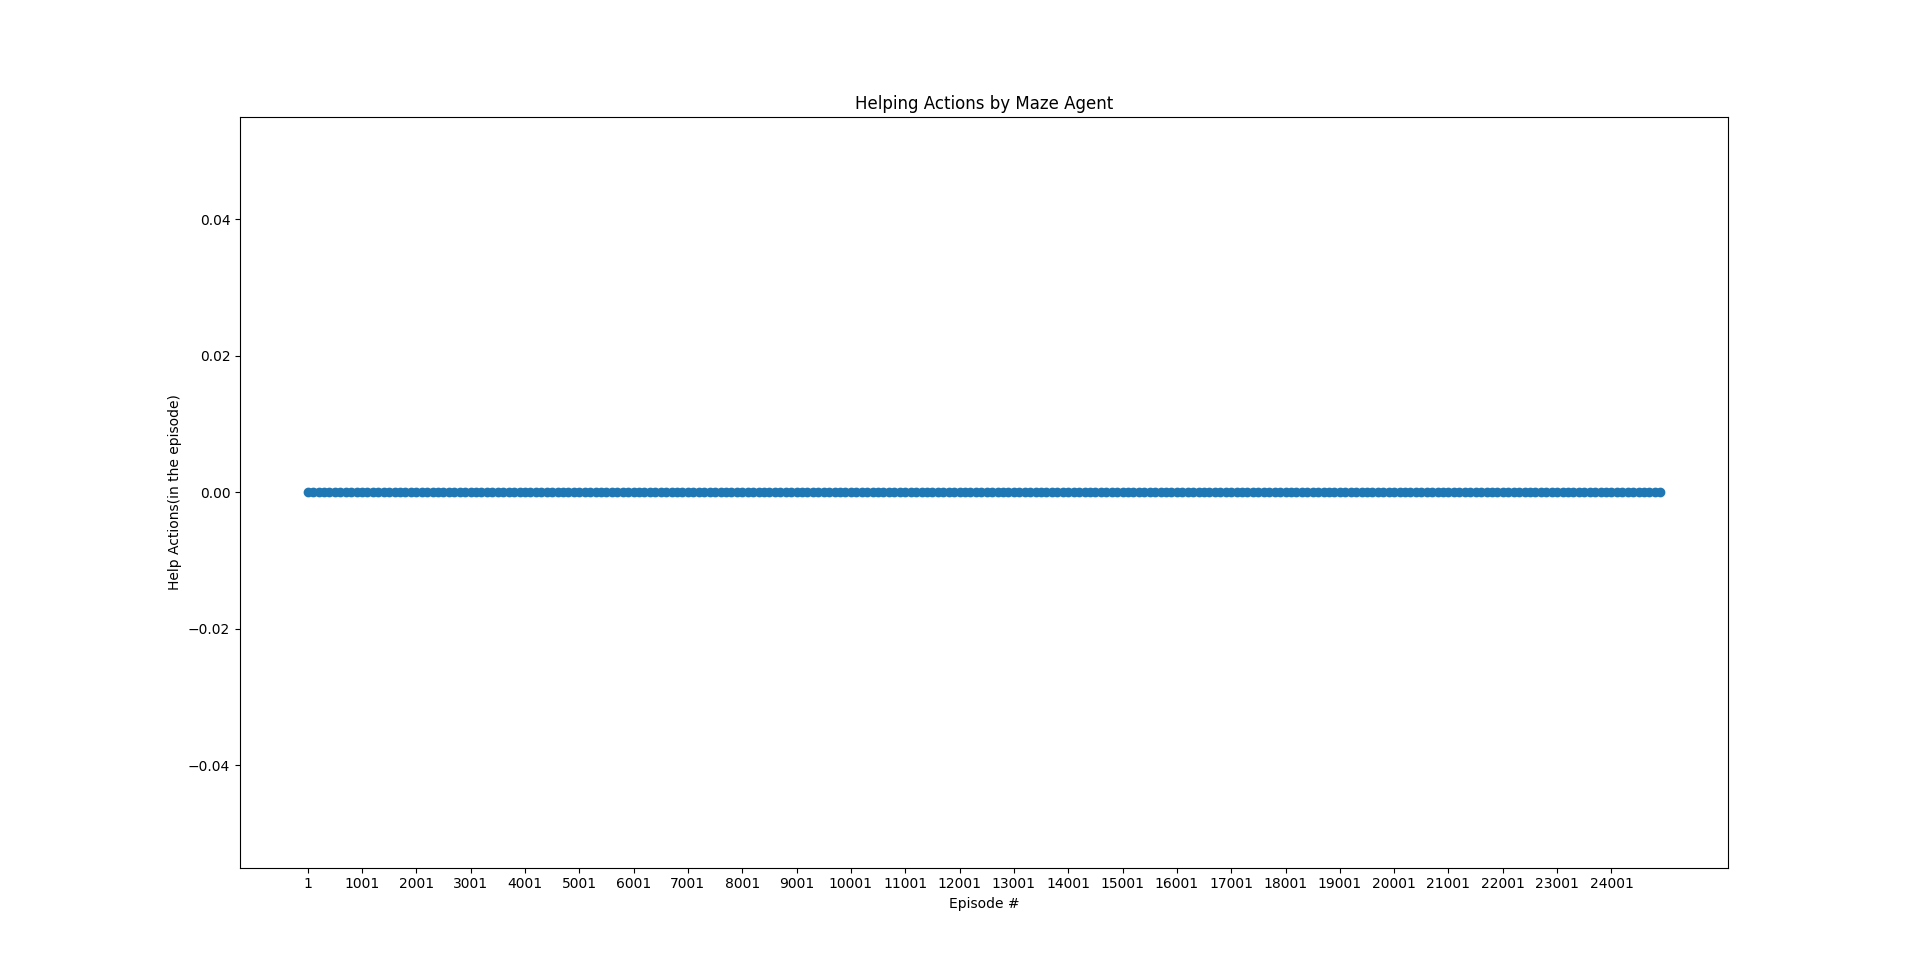 Helping Actions by Maze Agent
Help Actions(in the episode)
0.04
0.02
0.00
−0.02
−0.04
1 1001 2001 3001 4001 5001 6001 7001 8001 9001 10001 11001 12001 13001 14001 15001 16001 17001 18001 19001 20001 21001 22001 23001 24001
Episode #